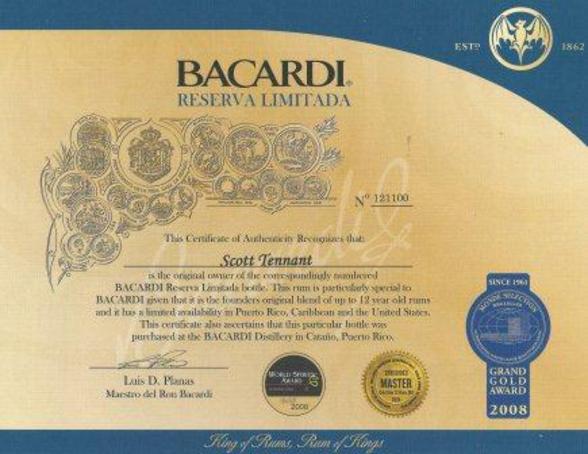 ESTD 1862
BACARDI®
RESERVA LIMITADA
Nº 121100
This Certificate of Authenticity Recognizes that:
Scott Tennant
is the original owner of the correspondingly numbered
BACARDI Reserva Limitada bottle. This rum is particularly special to
BACARDI given that it is the founders original blend of up to 12 year old rums
and it has a limited availability in Puerto Rico, Caribbean and the United States.
This certificate also ascertains that this particular bottle was
purchased at the BACARDI Distillery in Cataño, Puerto Rico.
Luis D. Planas
Maestro del Ron Bacardi
WORLD SPIRITS
AWARD
2008
MASTER
SINCE 1961
MONDE SELECTION
GRAND
GOLD
AWARD
2008
King of Rums, Rum of Kings